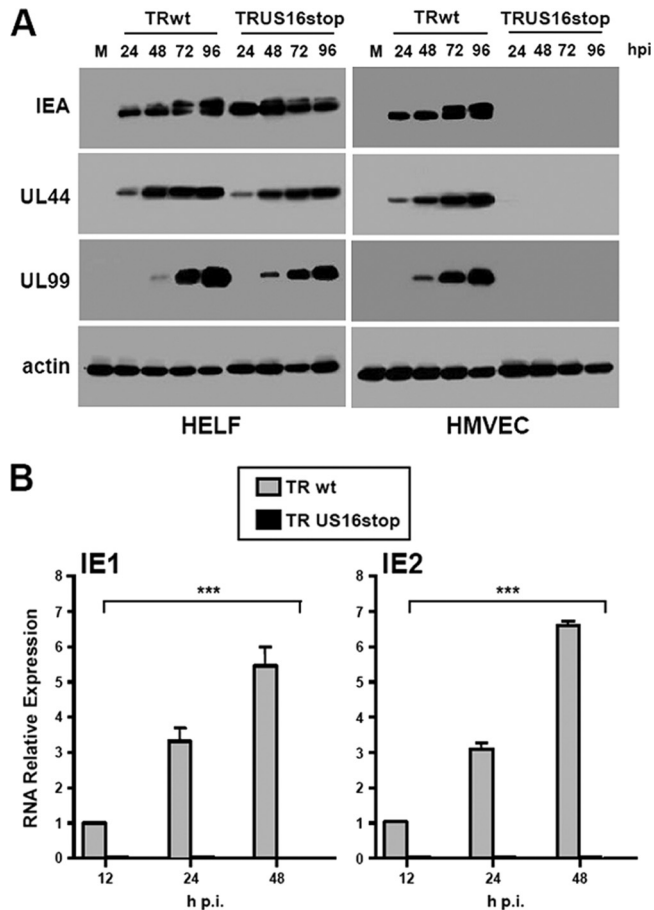 A
TRwt TRUS16stop TRwt TRUS16stop
M 24 48 72 96 24 48 72 96 M 24 48 72 96 24 48 72 96 hpi
IEA
UL44
UL99
actin
HELF HMVEC
B
TR wt
TR US16stop
IE1 IE2
*** ***
RNA Relative Expression
8 8
7 7
6 6
5 5
4 4
3 3
2 2
1 1
0 0
12 24 48 12 24 48
h p.i. h p.i.